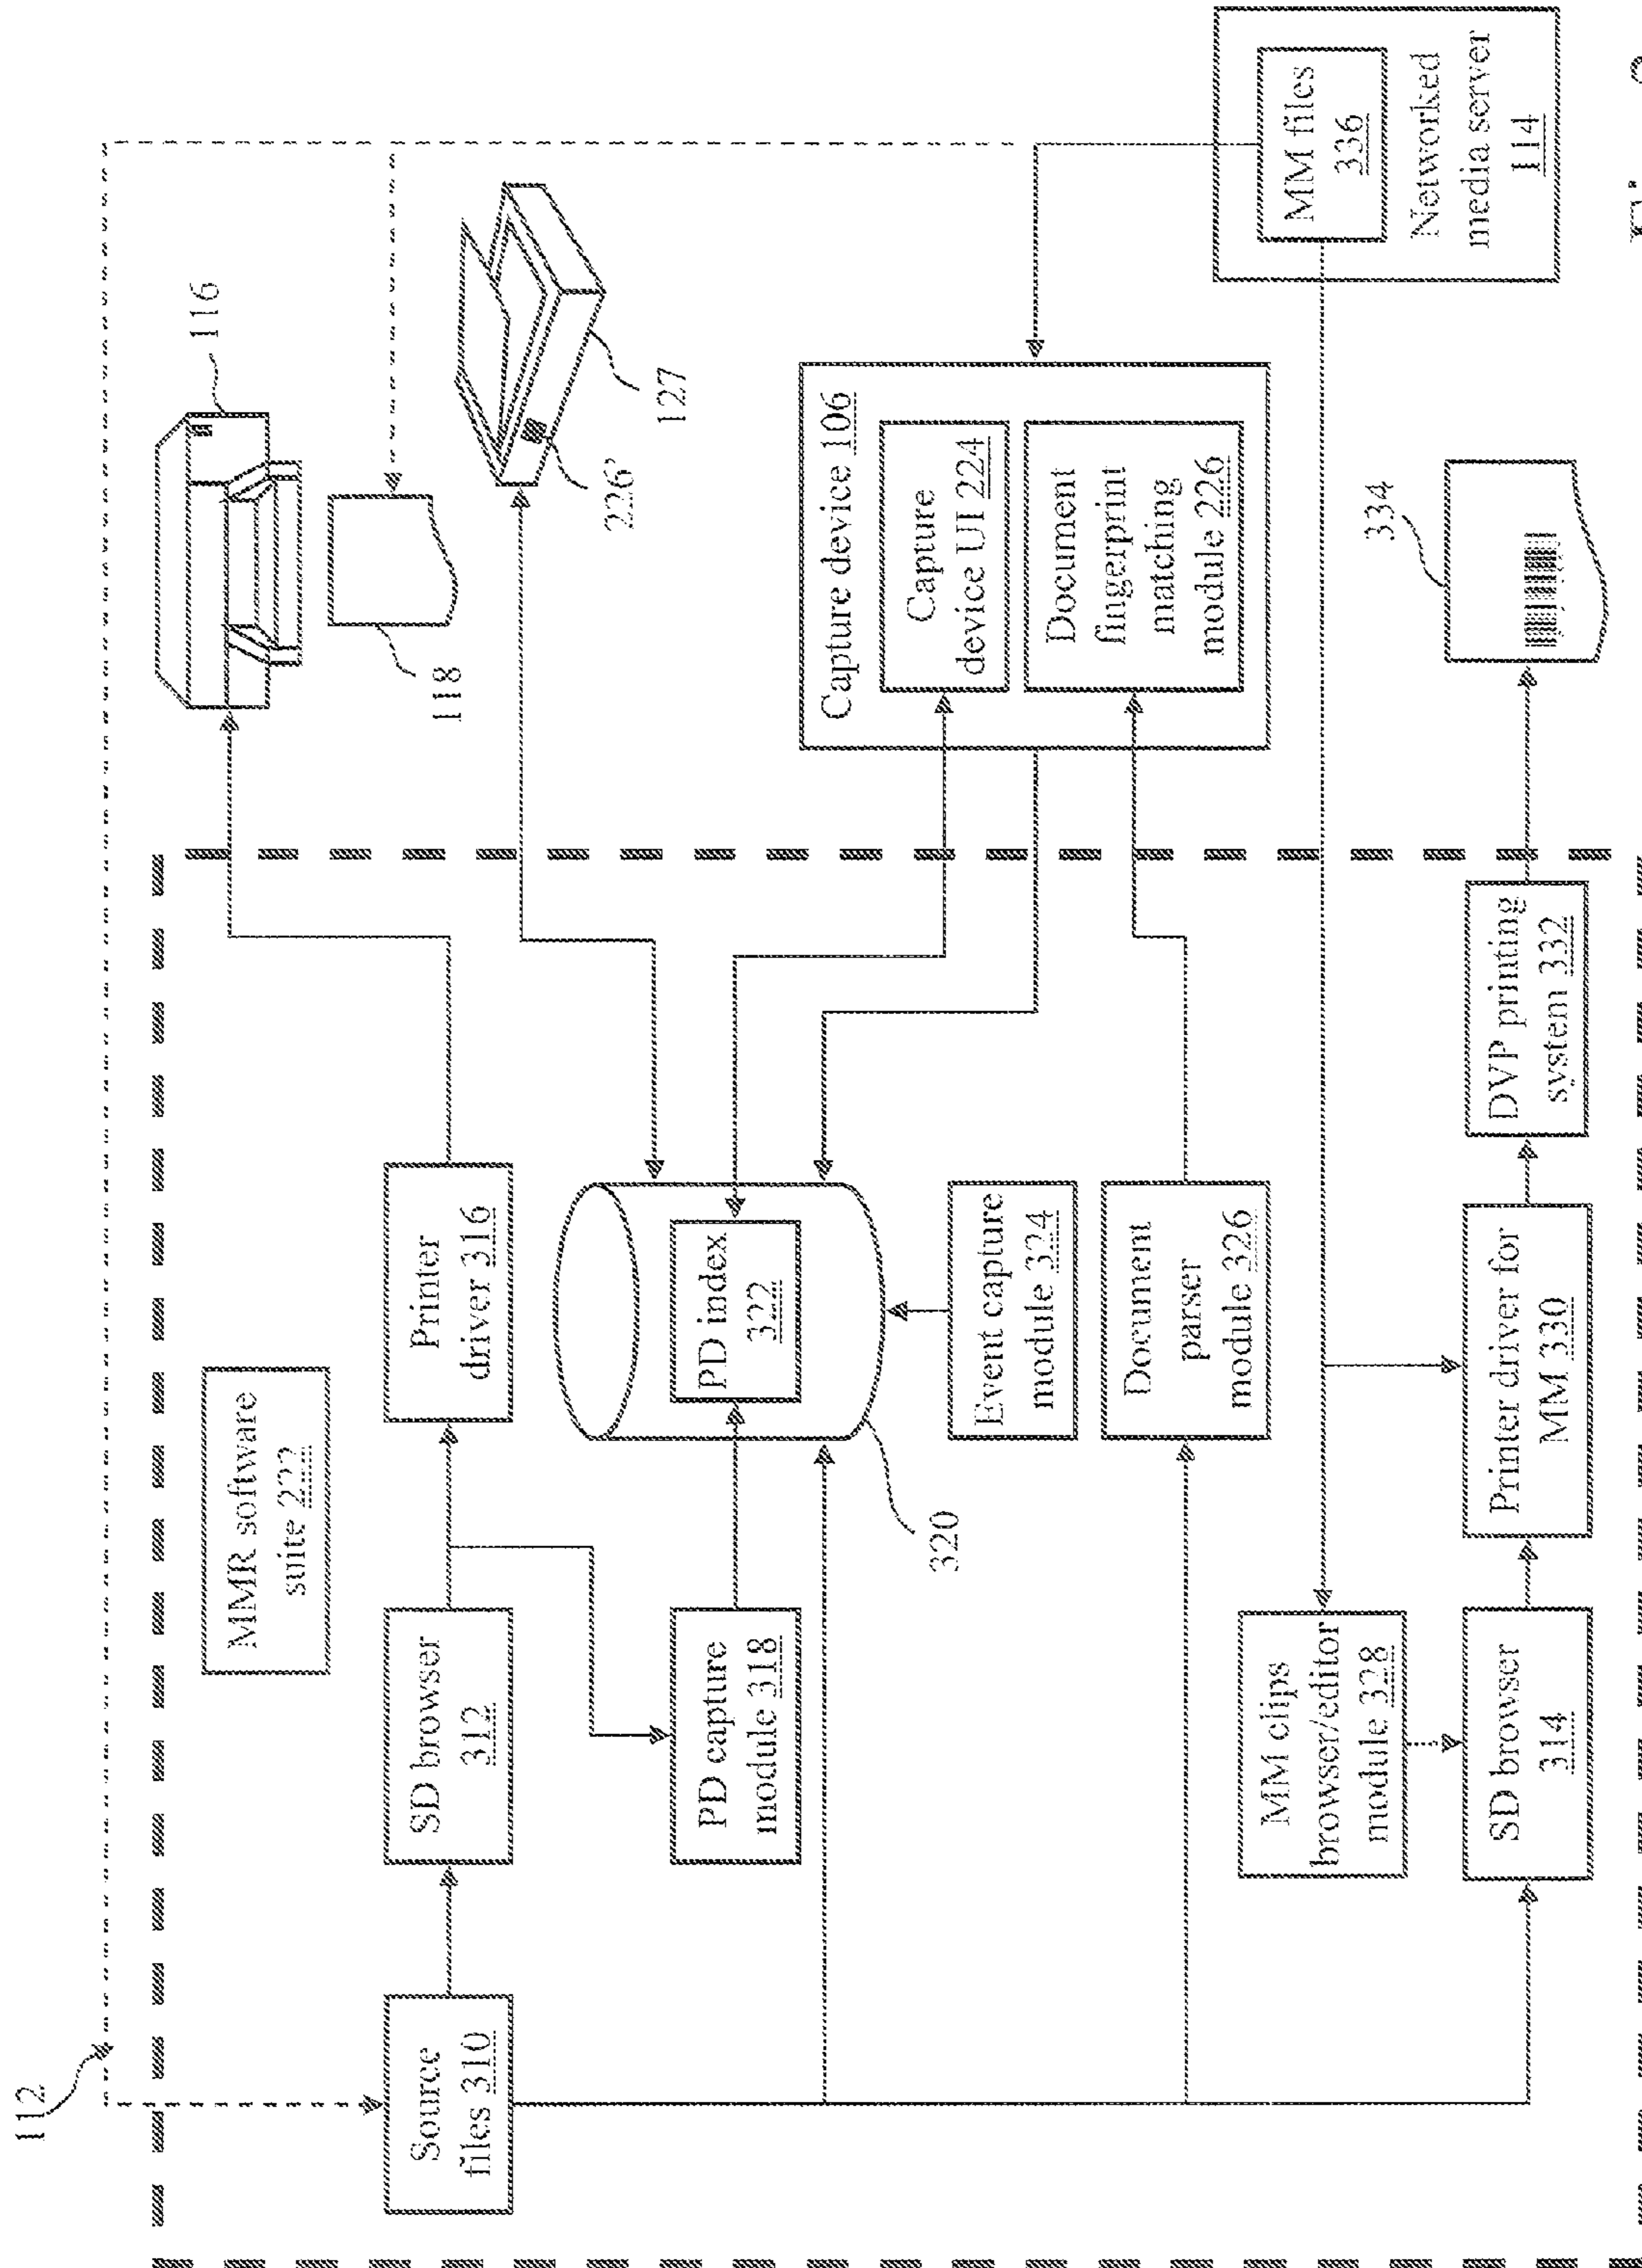 112
MMR software
suite 222
Source
files 310
SD browser
312
Printer
driver 316
116
118
PD capture
module 318
PD index
322
320
226’
127
Event capture
module 324
Capture device 106
Capture
device UI 224
Document
fingerprint
matching
module 226
Document
parser
module 326
MM clips
browser/editor
module 328
SD browser
314
Printer driver for
MM 330
DVP printing
system 332
334
MM files
336
Networked
media server
114